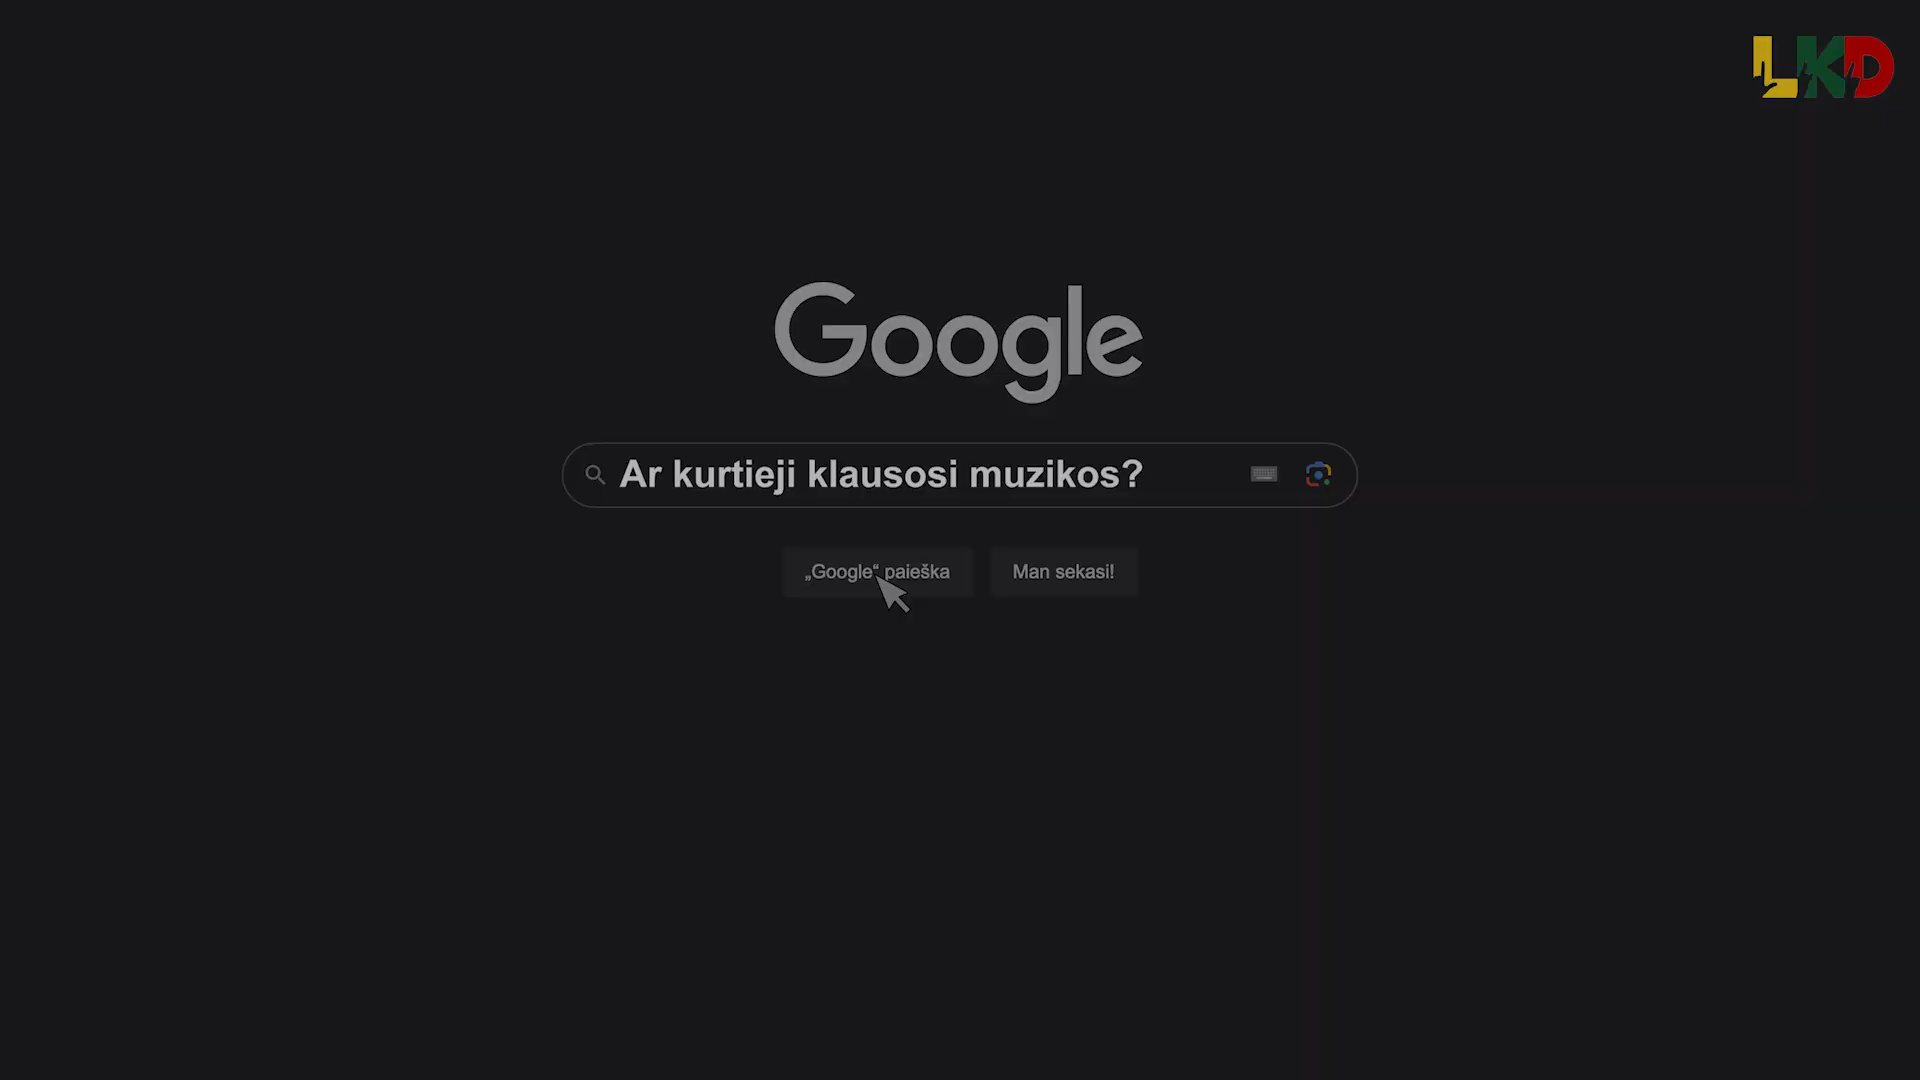 LKD
Google
Ar kurtieji klausosi muzikos?
„Google“ paieška
Man sekasi!